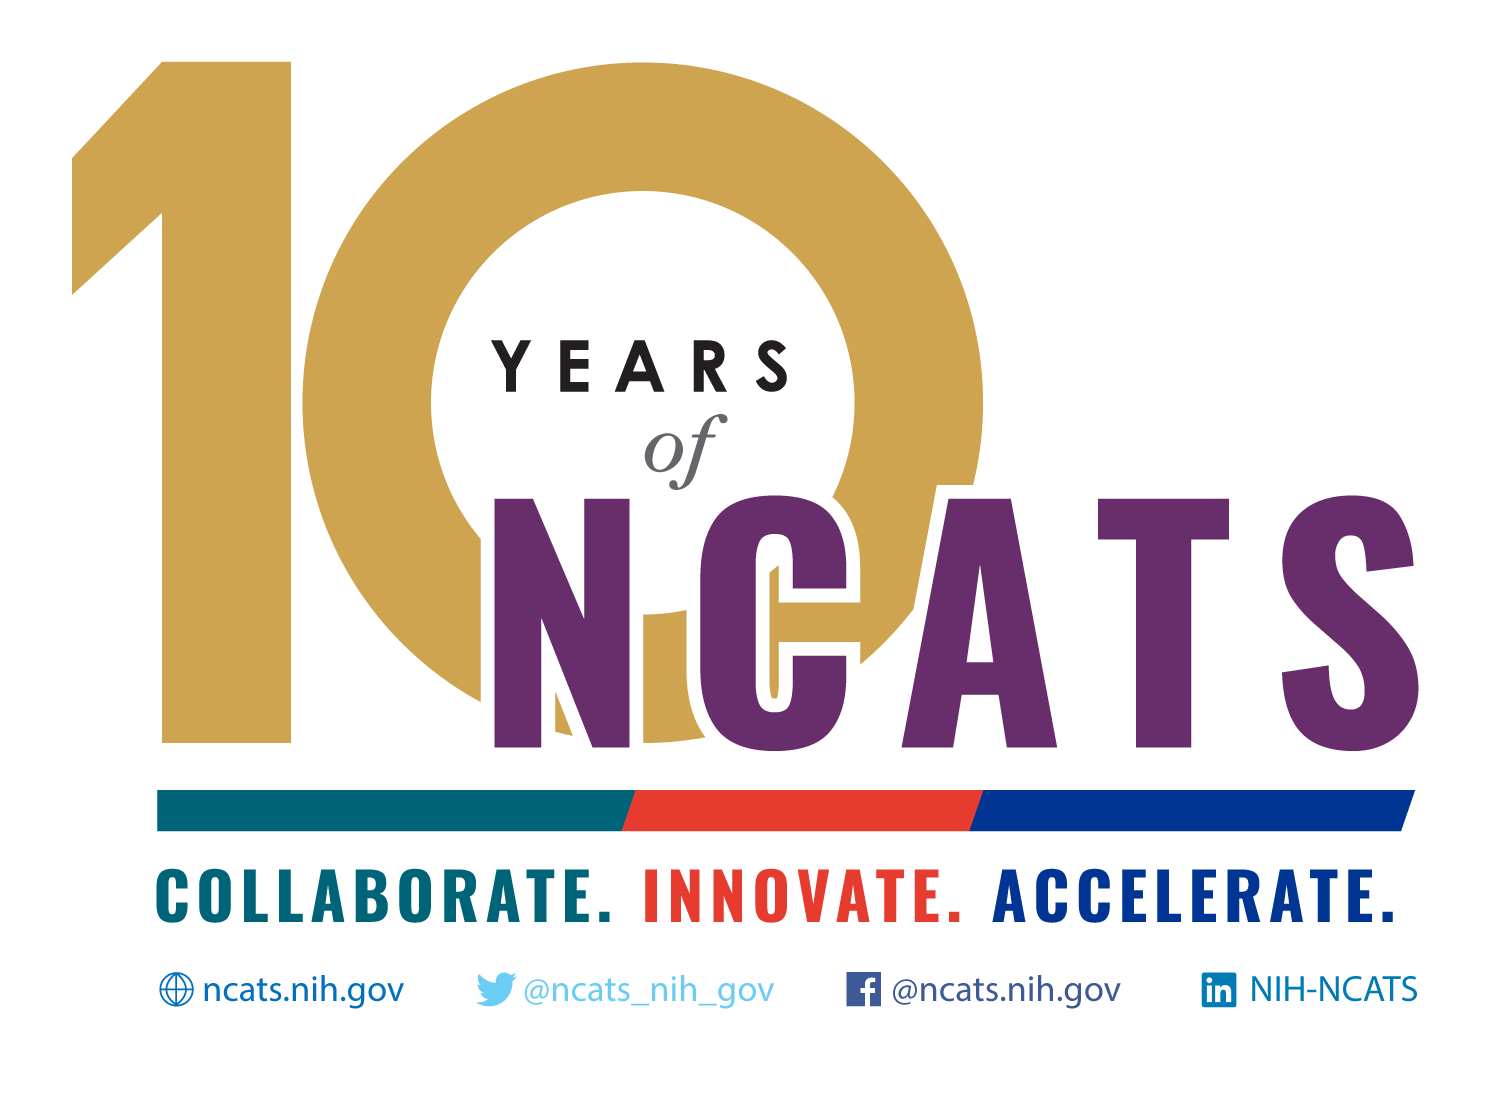 10
YEARS
of
NCATS
COLLABORATE. INNOVATE. ACCELERATE.
ncats.nih.gov @ncats_nih_gov @ncats.nih.gov NIH-NCATS